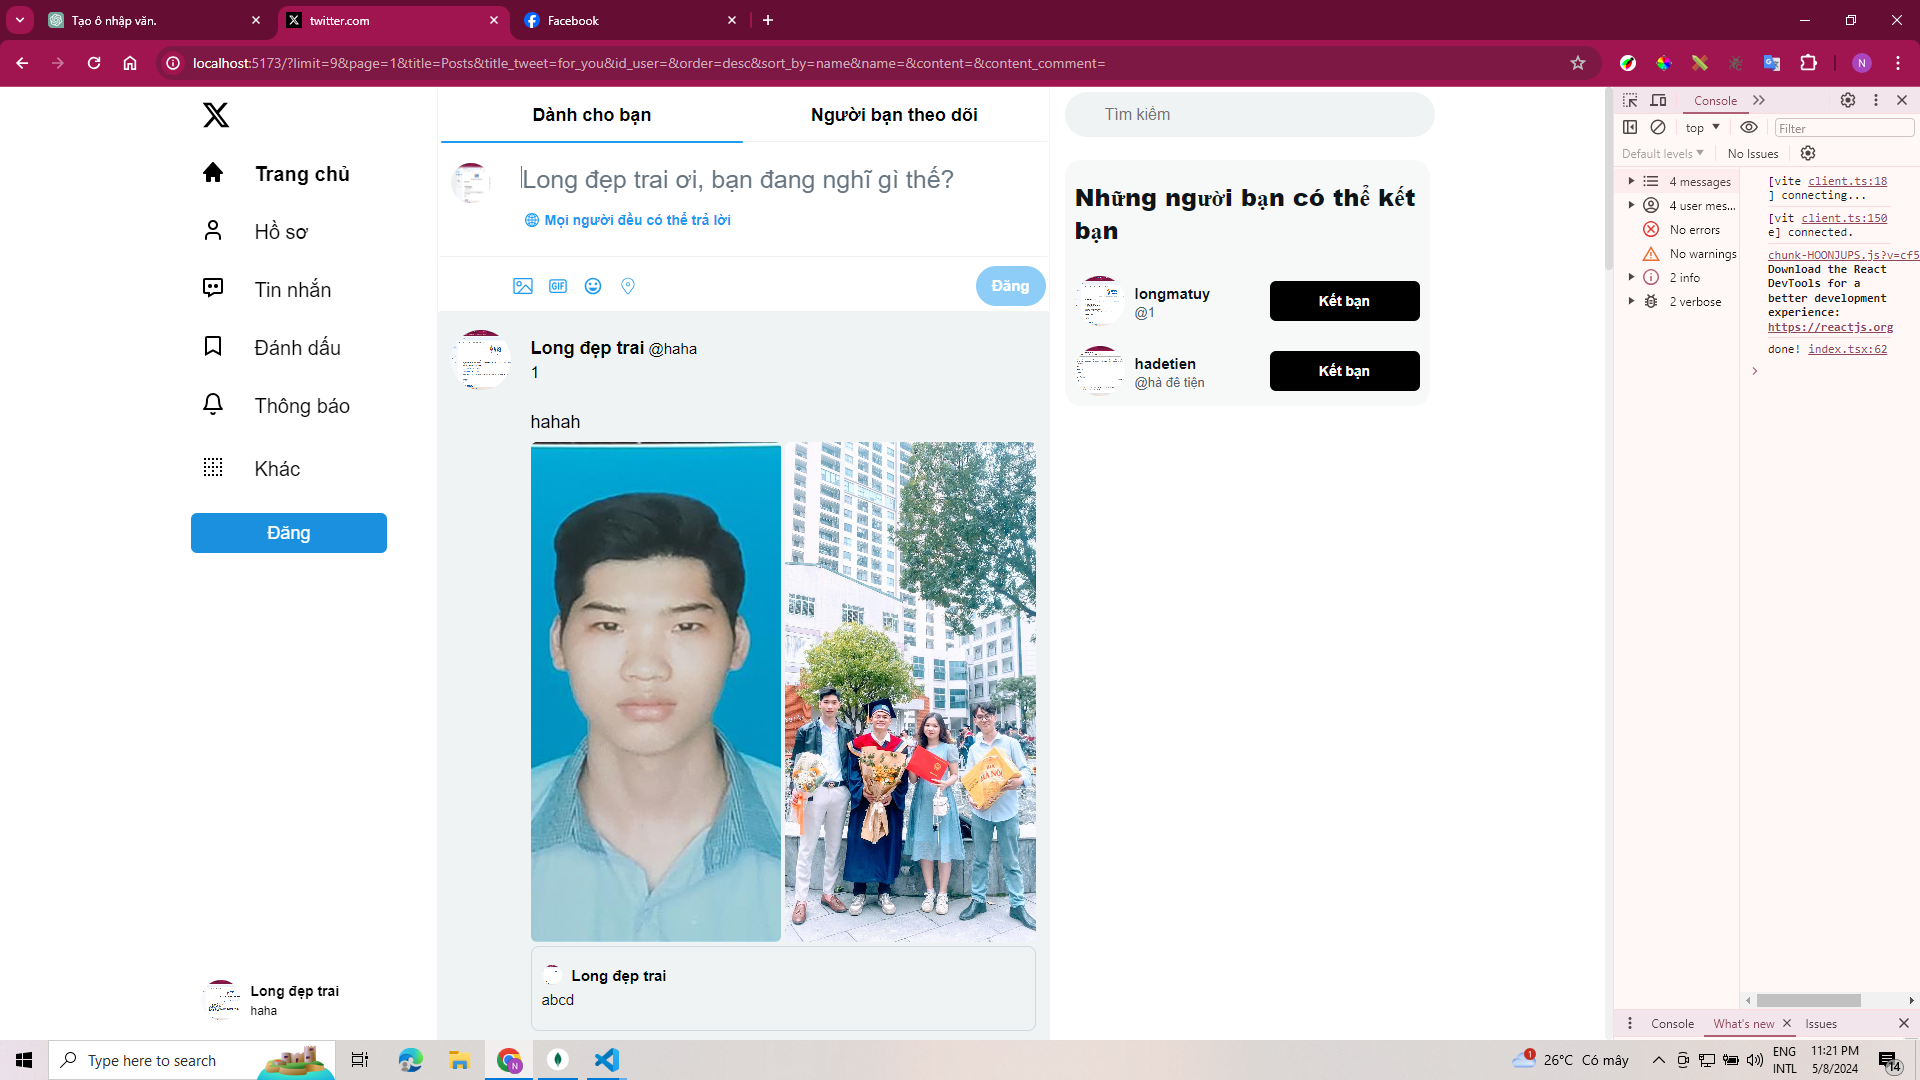 Tạo ô nhập văn.
twitter.com
Facebook
localhost:5173/?limit=9&page=1&title=Posts&title_tweet=for_you&id_user=&order=desc&sort_by=name&name=&content=&content_comment=
N
Trang chủ
Hồ sơ
Tin nhắn
Đánh dấu
Thông báo
Khác
Đăng
Long đẹp trai
haha
Dành cho bạn
Người bạn theo dõi
Long đẹp trai ơi, bạn đang nghĩ gì thế?
Mọi người đều có thể trả lời
GIF
Đăng
Long đẹp trai @haha
1
hahah
HÀ NỘI
Long đẹp trai
abcd
Tìm kiếm
Những người bạn có thể kết
bạn
longmatuy
@1
Kết bạn
hadetien
@hà đê tiện
Kết bạn
Console
top
Filter
Default levels
No Issues
4 messages
4 user mes...
No errors
No warnings
2 info
2 verbose
[vite client.ts:18
] connecting...
[vit client.ts:150
e] connected.
chunk-HOONJUPS.js?v=cf5
Download the React
DevTools for a
better development
experience:
https://reactjs.org
done! index.tsx:62
Console
What's new
Issues
Type here to search
N
1
26°C Có mây
ENG
INTL
11:21 PM
5/8/2024
14